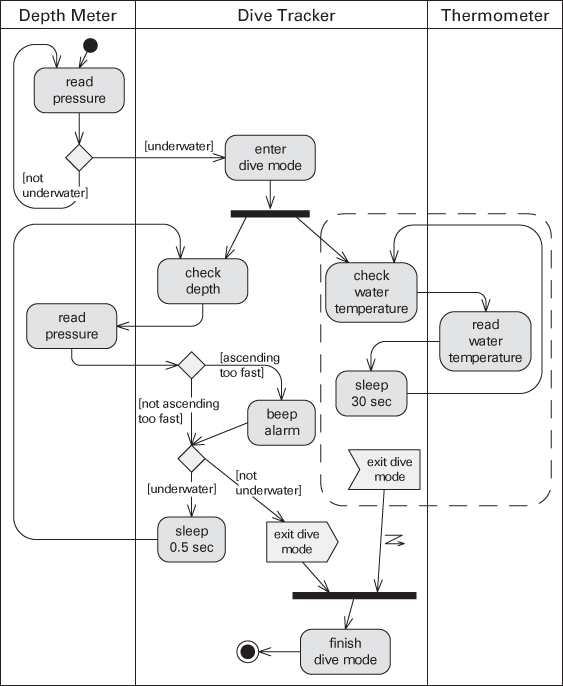 Depth Meter
Dive Tracker
Thermometer
read
pressure
[underwater]
enter
dive mode
[not
underwater]
check
depth
check
water
temperature
read
pressure
read
water
temperature
[ascending
too fast]
sleep
30 sec
[not ascending
too fast]
beep
alarm
exit dive
mode
[underwater]
[not
underwater]
sleep
0.5 sec
exit dive
mode
finish
dive mode